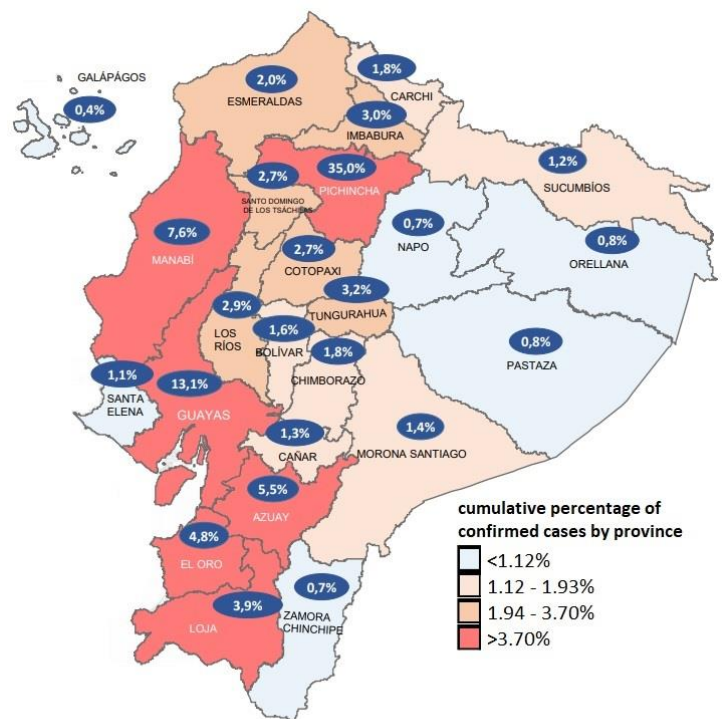 GALÁPÁGOS
0,4%
2,0%
ESMERALDAS
1,8%
CARCHI
3,0%
IMBABURA
35,0%
PICHINCHA
1,2%
SUCUMBÍOS
2,7%
SANTO DOMINGO
DE LOS TSÁCHILAS
7,6%
MANABÍ
0,7%
NAPO
0,8%
ORELLANA
2,7%
COTOPAXI
3,2%
TUNGURAHUA
2,9%
LOS
RÍOS
1,6%
BOLÍVAR
1,8%
CHIMBORAZO
0,8%
PASTAZA
1,1%
SANTA
ELENA
13,1%
GUAYAS
1,3%
CAÑAR
1,4%
MORONA SANTIAGO
5,5%
AZUAY
4,8%
EL ORO
3,9%
LOJA
0,7%
ZAMORA
CHINCHIPE
cumulative percentage of
confirmed cases by province
<1.12%
1.12 - 1.93%
1.94 - 3.70%
>3.70%